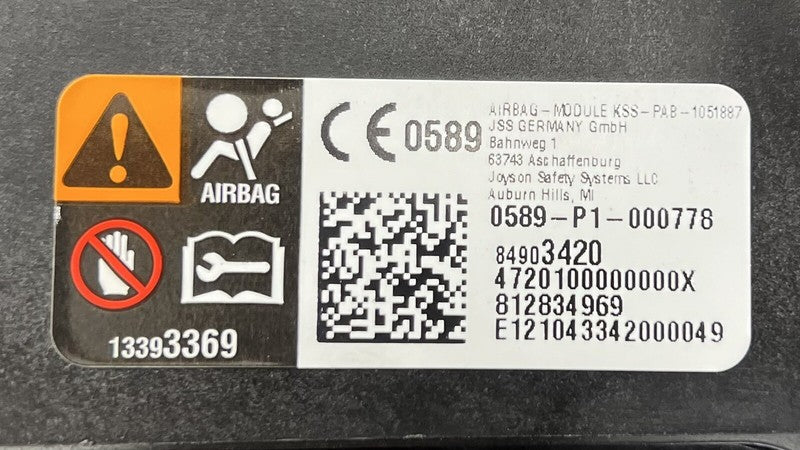 AIRBAG
13393369
CE 0589
AIRBAG-MODULE KSS-PAB-1051887
JSS GERMANY GmbH
Bahnweg 1
63743 Aschaffenburg
Joyson Safety Systems LLC
Auburn Hills, MI
0589-P1-000778
84903420
4720100000000X
812834969
E121043342000049